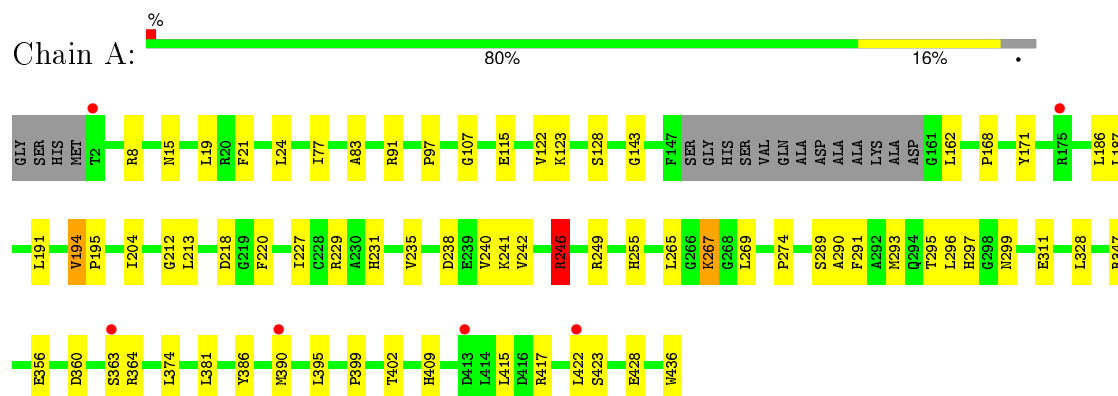 %
Chain A:
80% 16% •
GLY SER HIS MET T2 R8 N15 L19 R20 F21 L24 I77 A83 R91 P97 G107 E115 V122 K123 S128 G143 F147 SER GLY HIS SER VAL GLN ALA ASP ALA ALA LYS ALA ASP G161 L162 P168 Y171 R175 L186 L187
L191 V194 P195 I204 G212 L213 D218 G219 F220 I227 C228 R229 A230 H231 V235 D238 E239 V240 K241 V242 R246 R249 H255 L265 G266 K267 G268 L269 P274 S289 A290 F291 A292 M293 Q294 T295 L296 H297 G298 N299 E311 L328
E356 D360 S363 R364 L374 L381 Y386 M390 L395 P399 T402 H409 D413 L414 L415 D416 R417 L422 S423 E428 W436